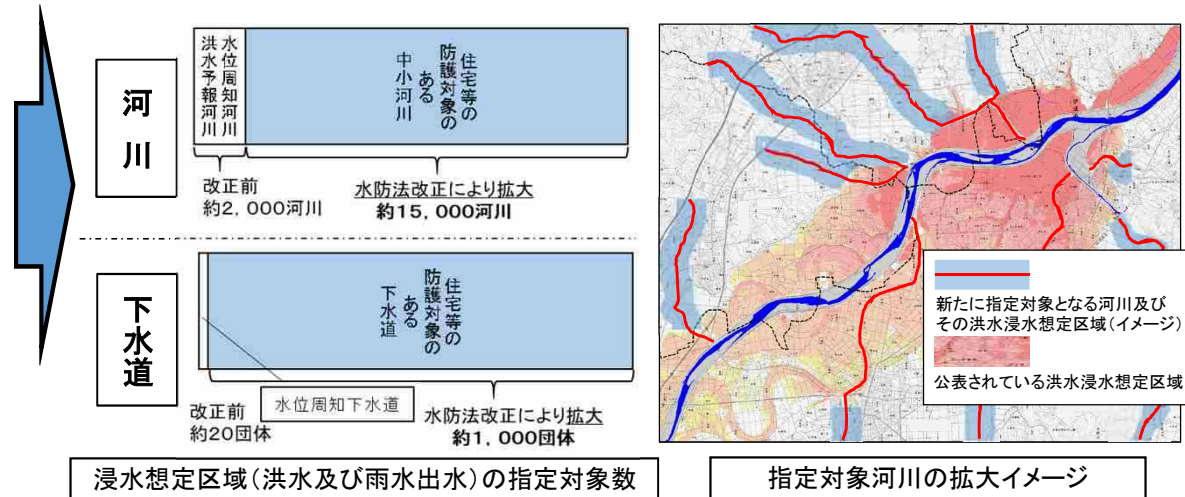 河川
洪水予報河川
水位周知河川
住宅等の
防護対象の
ある
中小河川
改正前
約2,000河川
水防法改正により拡大
約15,000河川
下水道
住宅等の
防護対象の
ある
下水道
水位周知下水道
改正前
約20団体
水防法改正により拡大
約1,000団体
浸水想定区域(洪水及び雨水出水)の指定対象数
新たに指定対象となる河川及び
その洪水浸水想定区域(イメージ)
公表されている洪水浸水想定区域
指定対象河川の拡大イメージ